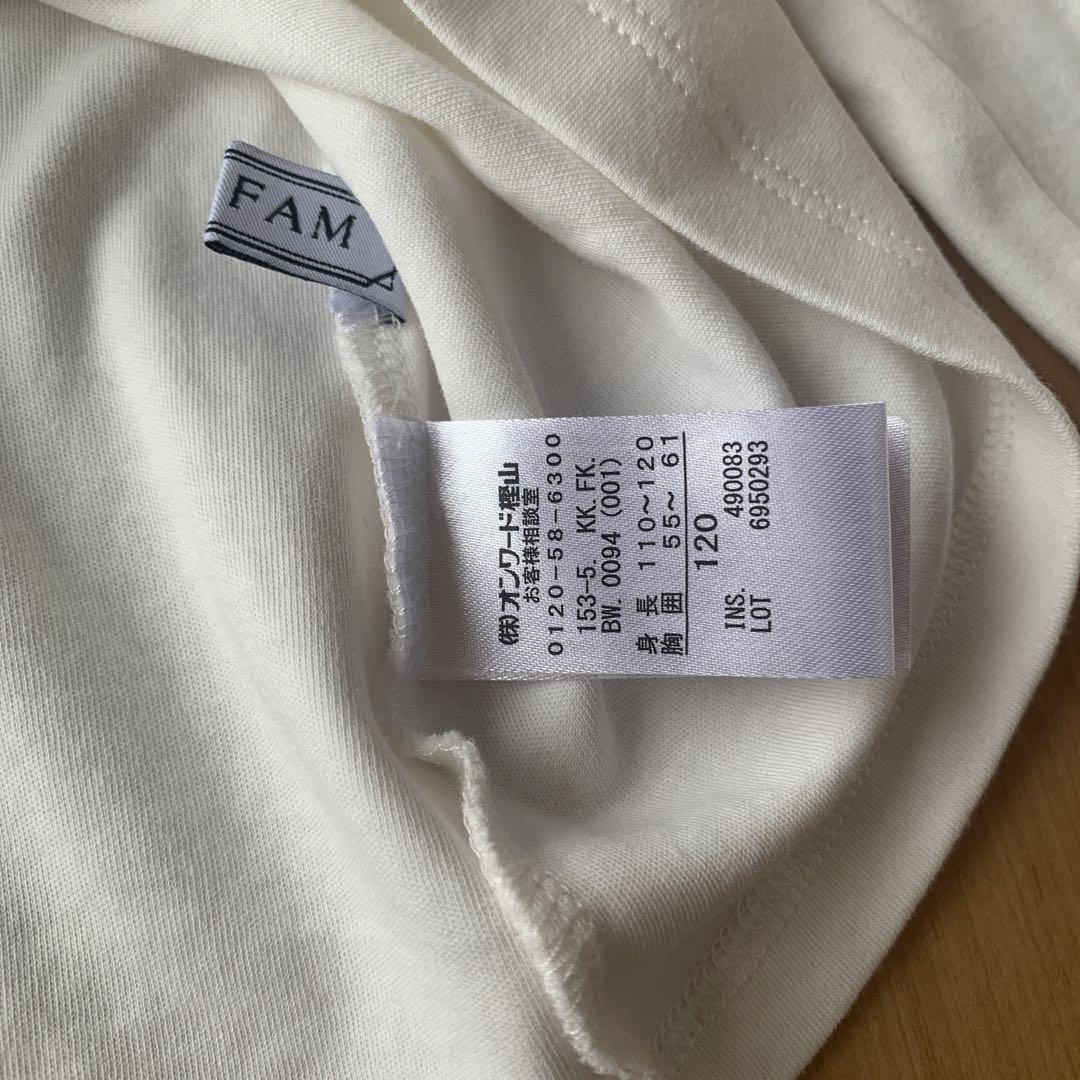 FAM
(株)オンワード樫山
お客様相談室
0120-58-6300
153-5. KK.FK.
BW. 0094 (001)
身長 110~120
胸囲 55~ 61
120
INS. 490083
LOT 6950293